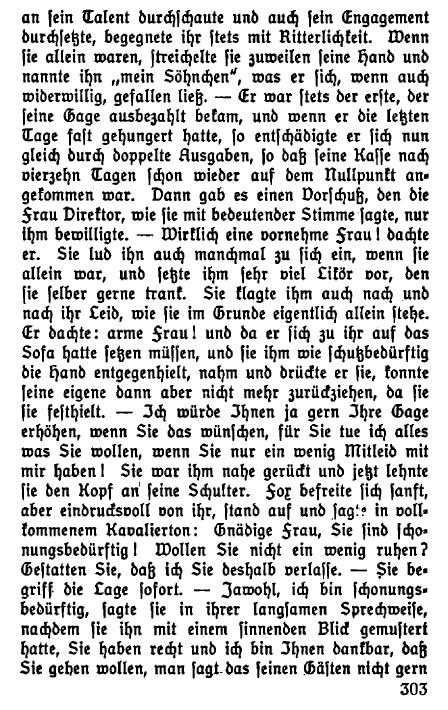 an ſein Talent durchſchaute und auch ſein Engagement
durchſetzte, begegnete ihr ſtets mit Ritterlichkeit. Wenn
ſie allein waren, ſtreichelte ſie zuweilen ſeine Hand und
nannte ihn „mein Söhnchen“, was er ſich, wenn auch
widerwillig, gefallen ließ. — Er war ſtets der erſte, der
ſeine Gage ausbezahlt bekam, und wenn er die letzten
Tage faſt gehungert hatte, ſo entſchädigte er ſich nun
gleich durch doppelte Ausgaben, ſo daß ſeine Kaſſe nach
vierzehn Tagen ſchon wieder auf dem Nullpunkt an-
gekommen war. Dann gab es einen Vorſchuß, den die
Frau Direktor, wie ſie mit bedeutender Stimme ſagte, nur
ihm bewilligte. — Wirklich eine vornehme Frau! dachte
er. Sie lud ihn auch manchmal zu ſich ein, wenn ſie
allein war, und ſetzte ihm ſehr viel Likör vor, den
ſie ſelber gerne trank. Sie klagte ihm auch nach und
nach ihr Leid, wie ſie im Grunde eigentlich allein ſtehe.
Er dachte: arme Frau! und da er ſich zu ihr auf das
Sofa hatte ſetzen müſſen, und ſie ihm wie ſchutzbedürftig
die Hand entgegenhielt, nahm und drückte er ſie, konnte
ſeine eigene dann aber nicht mehr zurückziehen, da ſie
ſie feſthielt. — Ich würde Ihnen ja gern Ihre Gage
erhöhen, wenn Sie das wünſchen, für Sie tue ich alles
was Sie wollen, wenn Sie nur ein wenig Mitleid mit
mir haben! Sie war ihm nahe gerückt und jetzt lehnte
ſie den Kopf an ſeine Schulter. Fox befreite ſich ſanft,
aber eindrucksvoll von ihr, ſtand auf und ſagte in voll-
kommenem Kavalierton: Gnädige Frau, Sie ſind ſcho-
nungsbedürftig! Wollen Sie nicht ein wenig ruhen?
Geſtatten Sie, daß ich Sie deshalb verlaſſe. — Sie be-
griff die Lage ſofort. — Jawohl, ich bin ſchonungs-
bedürftig, ſagte ſie in ihrer langſamen Sprechweiſe,
nachdem ſie ihn mit einem ſinnenden Blick gemuſtert
hatte, Sie haben recht und ich bin Ihnen dankbar, daß
Sie gehen wollen, man ſagt das ſeinen Gäſten nicht gern
303